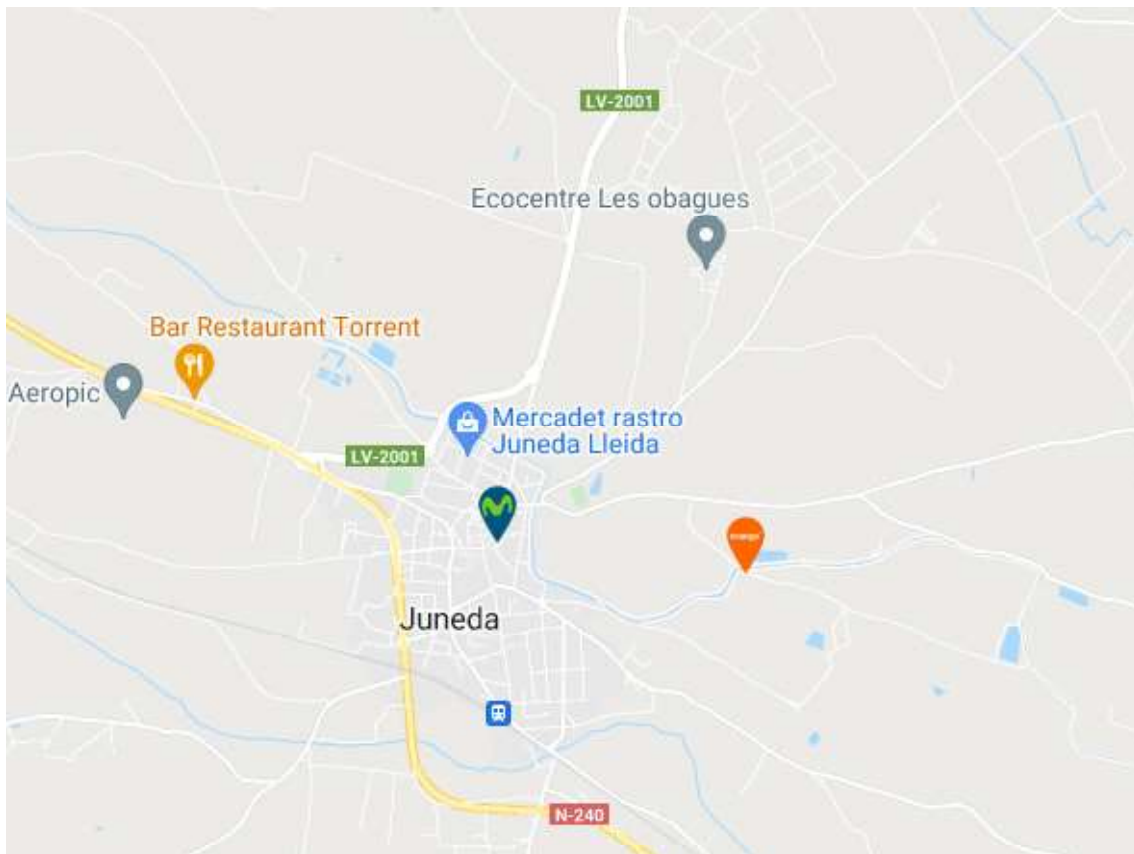 LV-2001
Ecocentre Les obagues
Bar Restaurant Torrent
Aeropic
Mercadet rastro
Juneda Lleida
LV-2001
Juneda
N-240